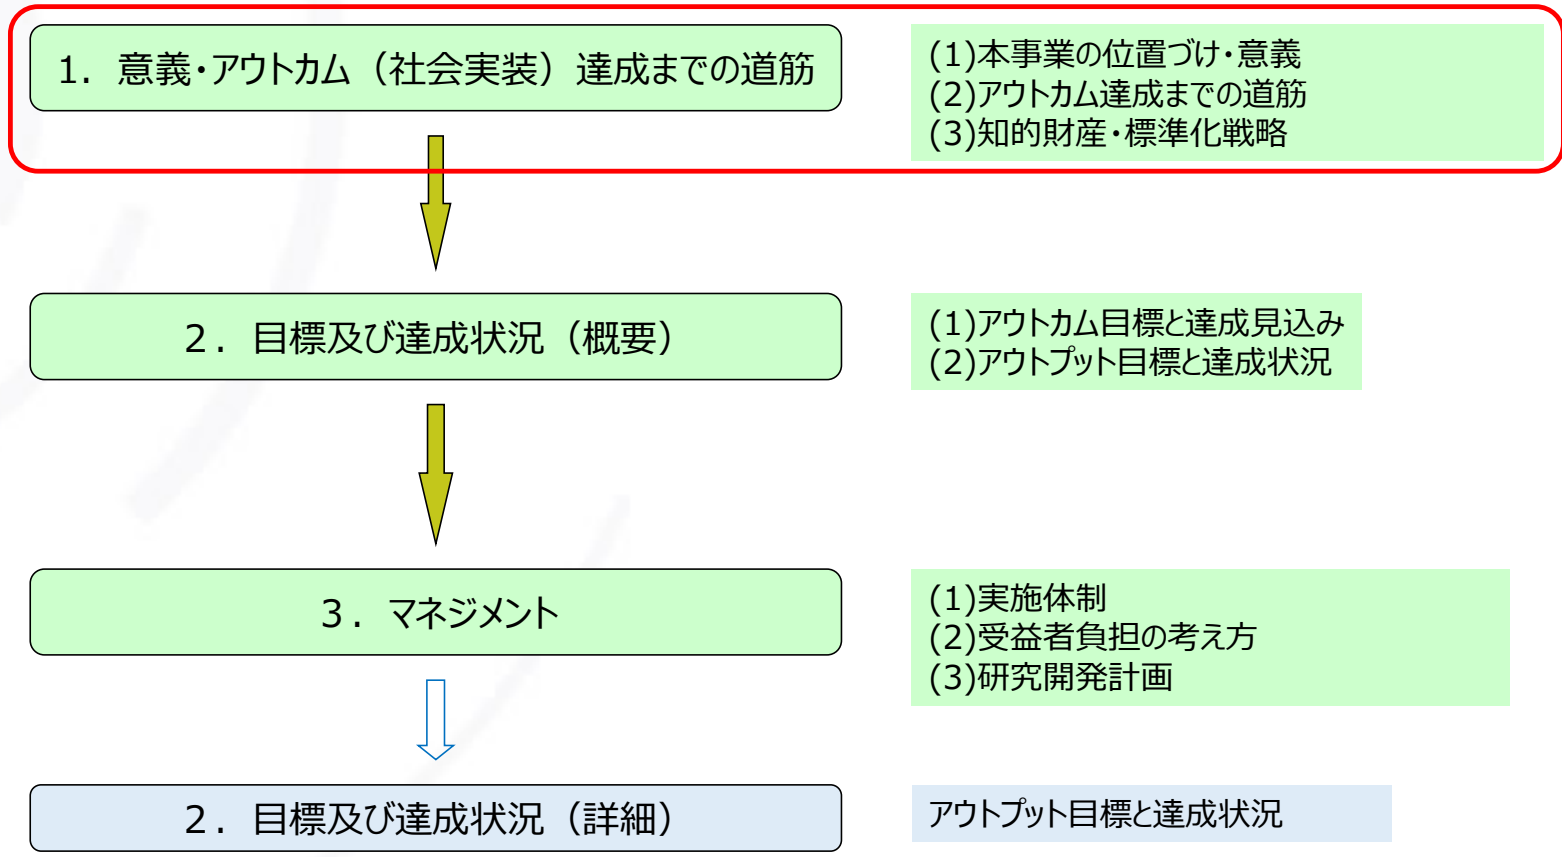 1. 意義・アウトカム（社会実装）達成までの道筋
(1)本事業の位置づけ・意義
(2)アウトカム達成までの道筋
(3)知的財産・標準化戦略
２．目標及び達成状況（概要）
(1)アウトカム目標と達成見込み
(2)アウトプット目標と達成状況
３．マネジメント
(1)実施体制
(2)受益者負担の考え方
(3)研究開発計画
２．目標及び達成状況（詳細）
アウトプット目標と達成状況